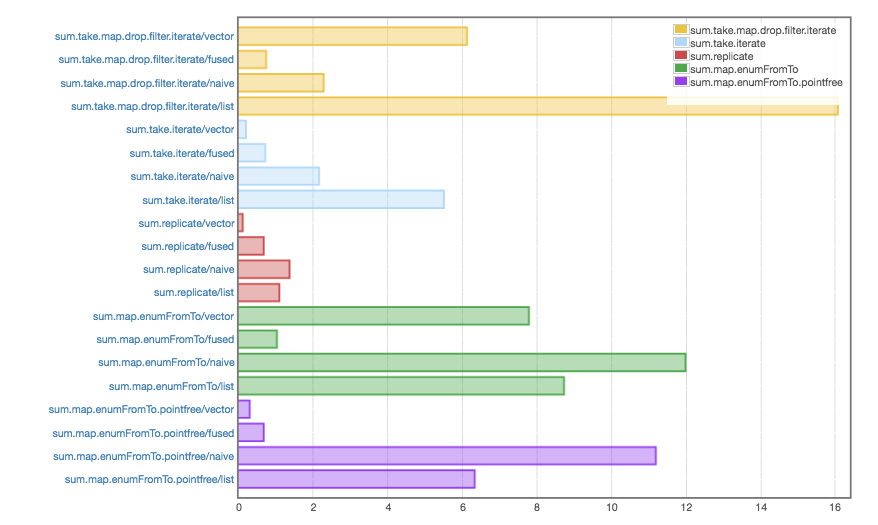 sum.take.map.drop.filter.iterate/vector
sum.take.map.drop.filter.iterate/fused
sum.take.map.drop.filter.iterate/naive
sum.take.map.drop.filter.iterate/list
sum.take.iterate/vector
sum.take.iterate/fused
sum.take.iterate/naive
sum.take.iterate/list
sum.replicate/vector
sum.replicate/fused
sum.replicate/naive
sum.replicate/list
sum.map.enumFromTo/vector
sum.map.enumFromTo/fused
sum.map.enumFromTo/naive
sum.map.enumFromTo/list
sum.map.enumFromTo.pointfree/vector
sum.map.enumFromTo.pointfree/fused
sum.map.enumFromTo.pointfree/naive
sum.map.enumFromTo.pointfree/list
sum.take.map.drop.filter.iterate
sum.take.iterate
sum.replicate
sum.map.enumFromTo
sum.map.enumFromTo.pointfree
0 2 4 6 8 10 12 14 16